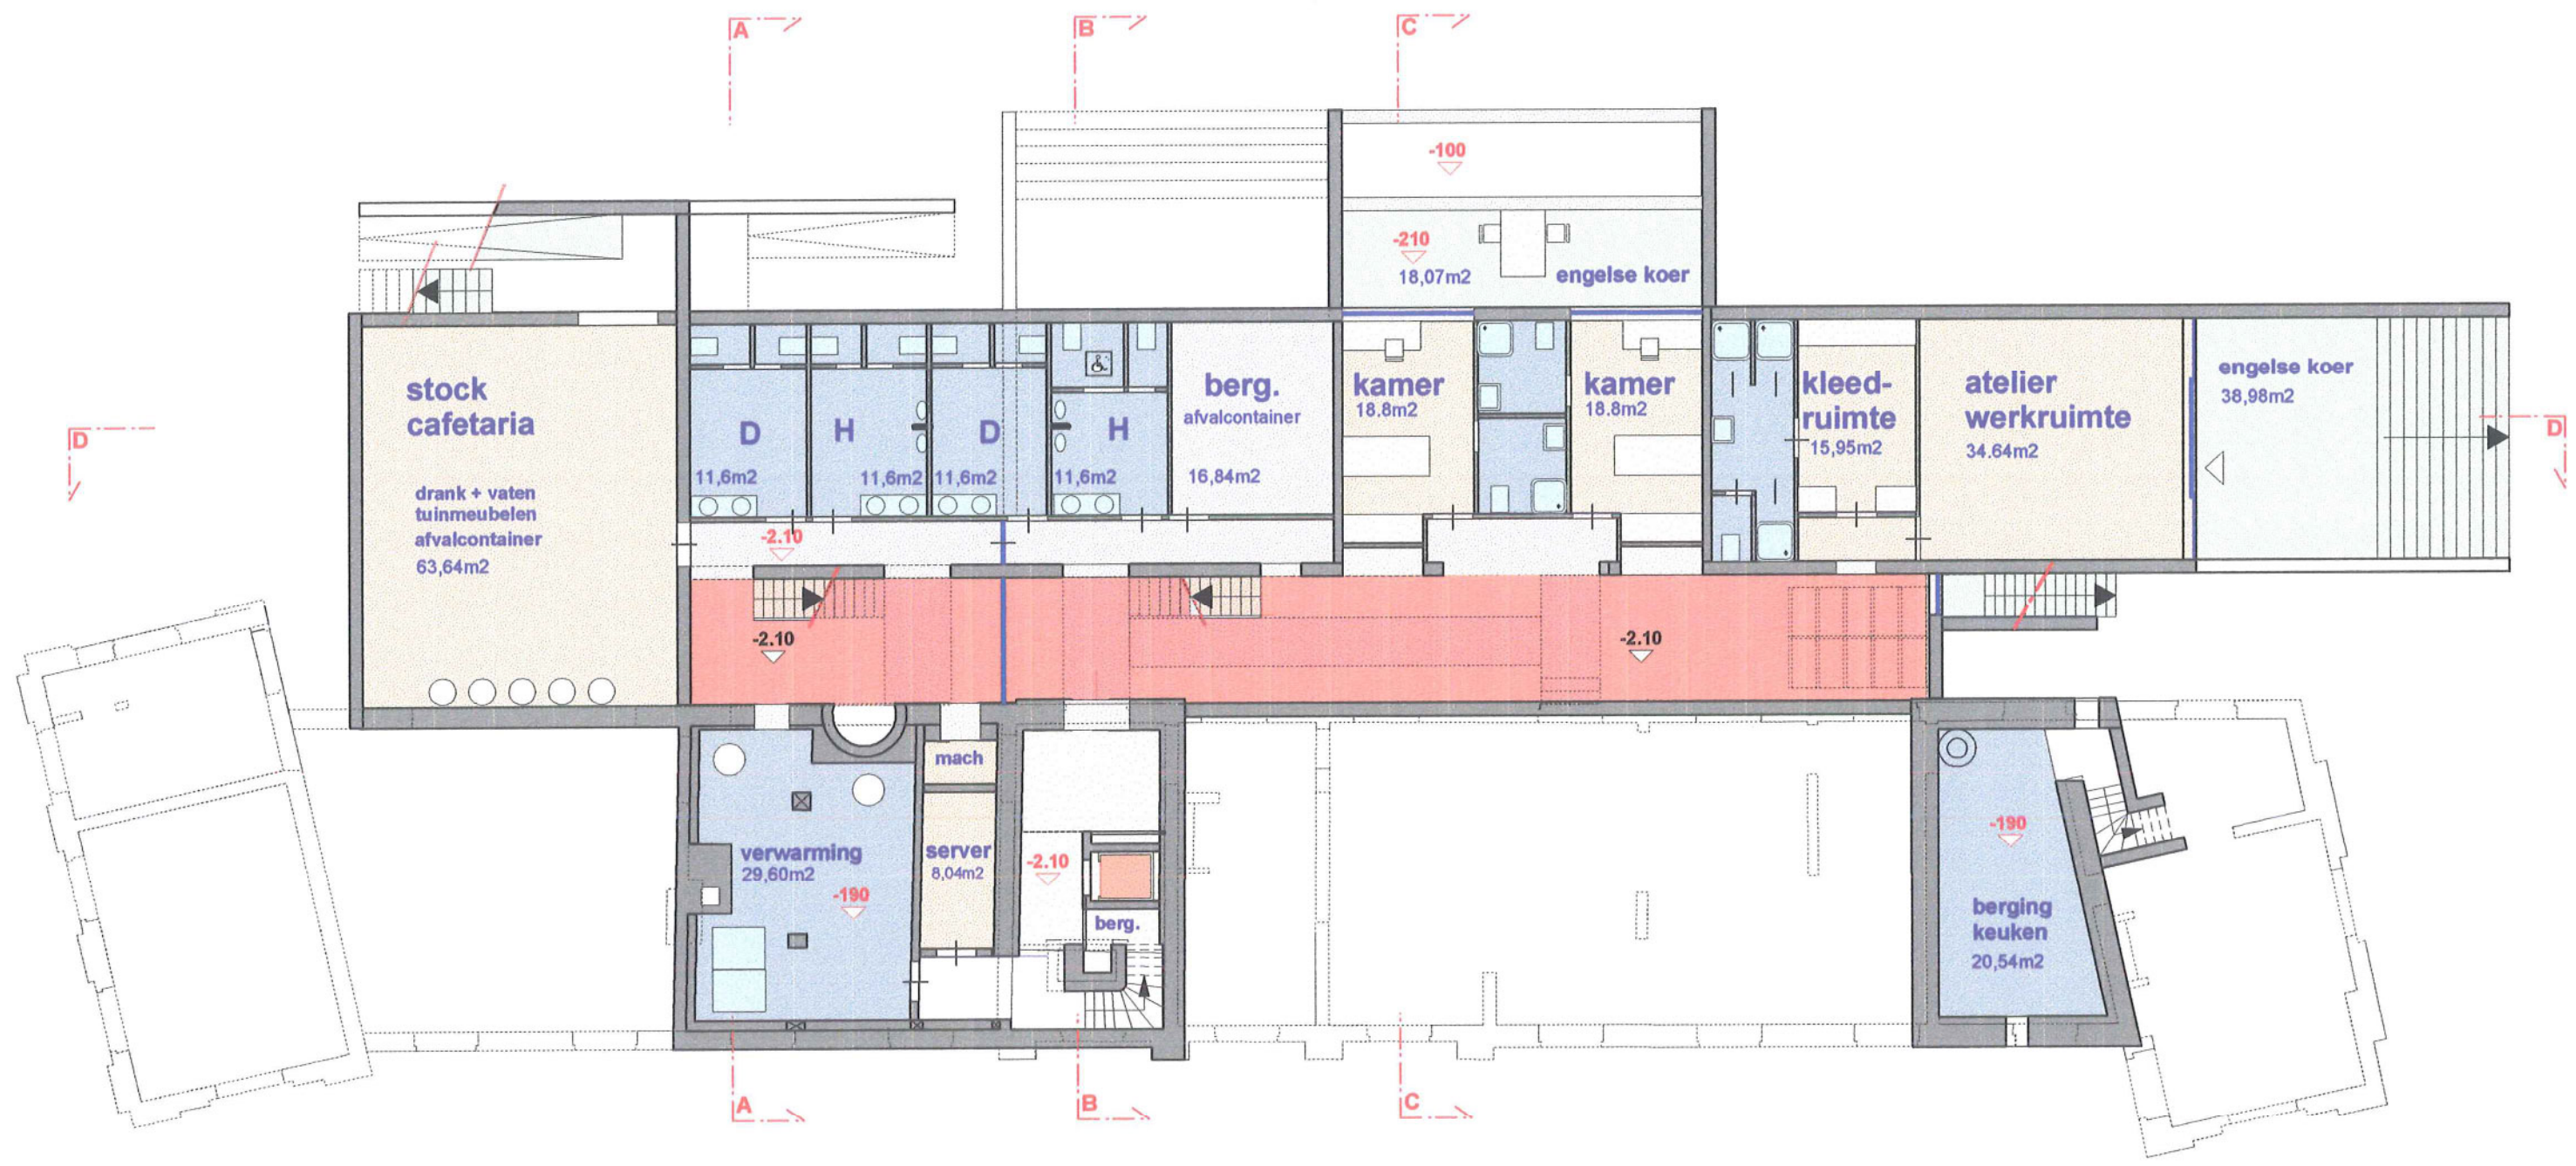 A
B
C
-100
-210
18,07m2
engelse koer
stock
cafetaria
drank + vaten
tuinmeubelen
afvalcontainer
63,64m2
D
11,6m2
H
11,6m2
D
11,6m2
H
11,6m2
berg.
afvalcontainer
16,84m2
kamer
18.8m2
kamer
18.8m2
kleed-
ruimte
15,95m2
atelier
werkruimte
34.64m2
engelse koer
38,98m2
D
D
-2.10
-2.10
-2.10
mach
verwarming
29,60m2
-190
server
8,04m2
-2.10
berg.
-190
berging
keuken
20,54m2
A
B
C